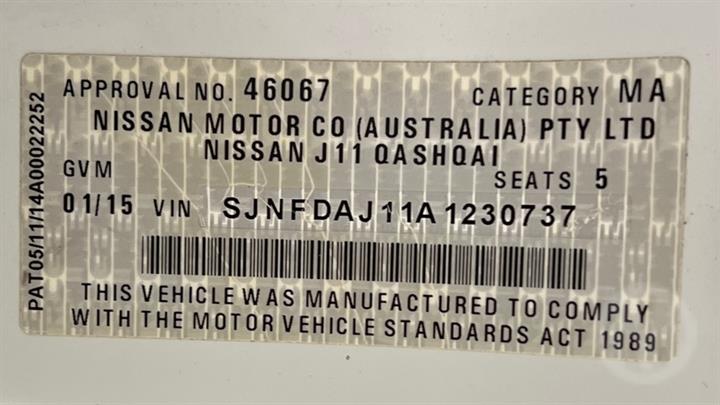 APPROVAL NO. 46067 CATEGORY MA
NISSAN MOTOR CO (AUSTRALIA) PTY LTD
NISSAN J11 QASHQAI
GVM SEATS 5
01/15 VIN SJNFDAJ11A1230737
THIS VEHICLE WAS MANUFACTURED TO COMPLY
WITH THE MOTOR VEHICLE STANDARDS ACT 1989
PAT05/11/14A00022252